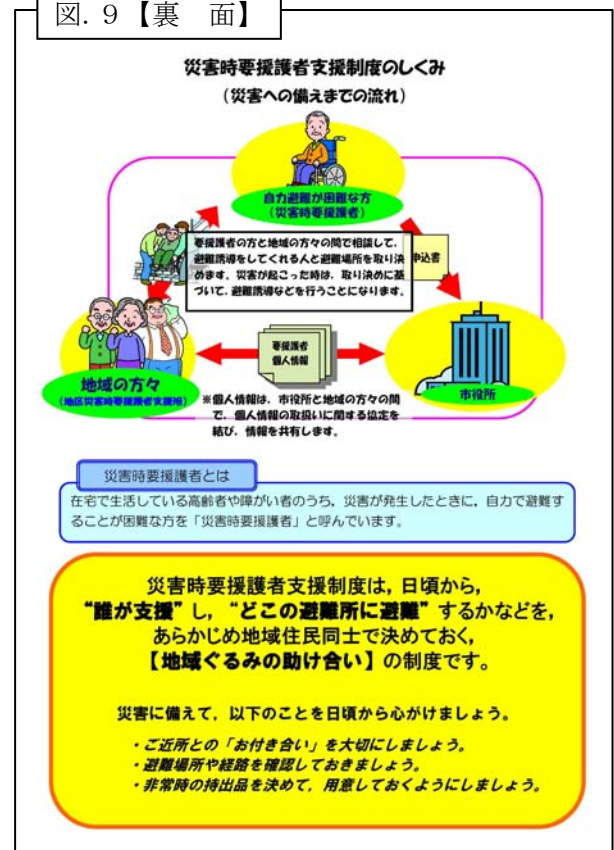 図.９【裏　面】
災害時要援護者支援制度のしくみ
（災害への備えまでの流れ）
自力避難が困難な方
（災害時要援護者）
要援護者の方と地域の方々の間で相談して，
避難誘導をしてくれる人と避難場所を取り決
めます。災害が起こった時は，取り決めに基
づいて，避難誘導などを行うことになります。
申込書
要援護者
個人情報
地域の方々
（地区災害時要援護者支援班）
市役所
※個人情報は，市役所と地域の方々の間
で，個人情報の取扱いに関する協定を
結び，情報を共有します。
災害時要援護者とは
在宅で生活している高齢者や障がい者のうち，災害が発生したときに，自力で避難す
ることが困難な方を「災害時要援護者」と呼んでいます。
災害時要援護者支援制度は，日頃から，
“誰が支援”し，“どこの避難所に避難”するかなどを，
あらかじめ地域住民同士で決めておく，
【地域ぐるみの助け合い】の制度です。
災害に備えて，以下のことを日頃から心がけましょう。
・ご近所との「お付き合い」を大切にしましょう。
・避難場所や経路を確認しておきましょう。
・非常時の持出品を決めて，用意しておくようにしましょう。